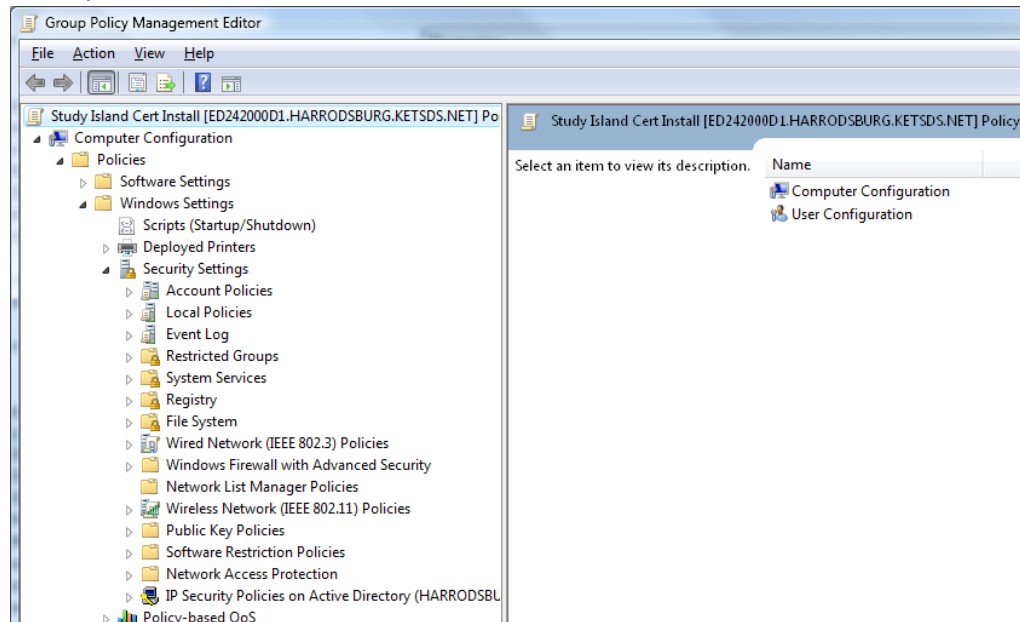 Group Policy Management Editor
File Action View Help
Study Island Cert Install [ED242000D1.HARRODSBURG.KETSDS.NET] Po
Computer Configuration
Policies
Software Settings
Windows Settings
Scripts (Startup/Shutdown)
Deployed Printers
Security Settings
Account Policies
Local Policies
Event Log
Restricted Groups
System Services
Registry
File System
Wired Network (IEEE 802.3) Policies
Windows Firewall with Advanced Security
Network List Manager Policies
Wireless Network (IEEE 802.11) Policies
Public Key Policies
Software Restriction Policies
Network Access Protection
IP Security Policies on Active Directory (HARRODSBU
Policy-based QoS
Study Island Cert Install [ED242000D1.HARRODSBURG.KETSDS.NET] Policy
Select an item to view its description.
Name
Computer Configuration
User Configuration